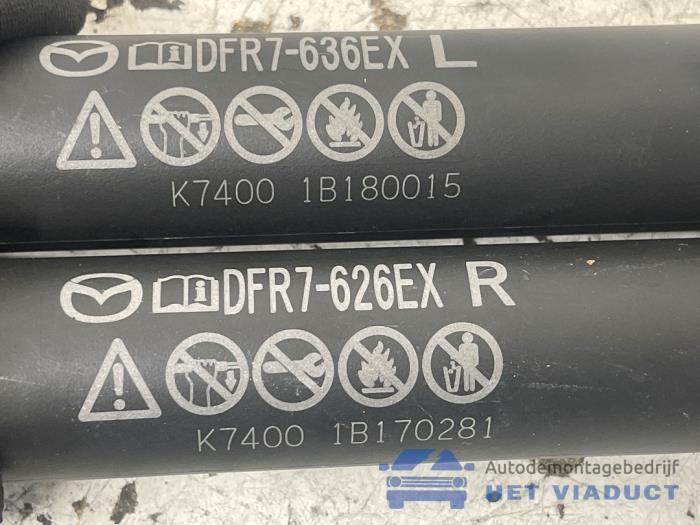 DFR7-636EX L
K7400 1B180015
DFR7-626EX R
K7400 1B170281
Autodemontagebedrijf
HET VIADUCT